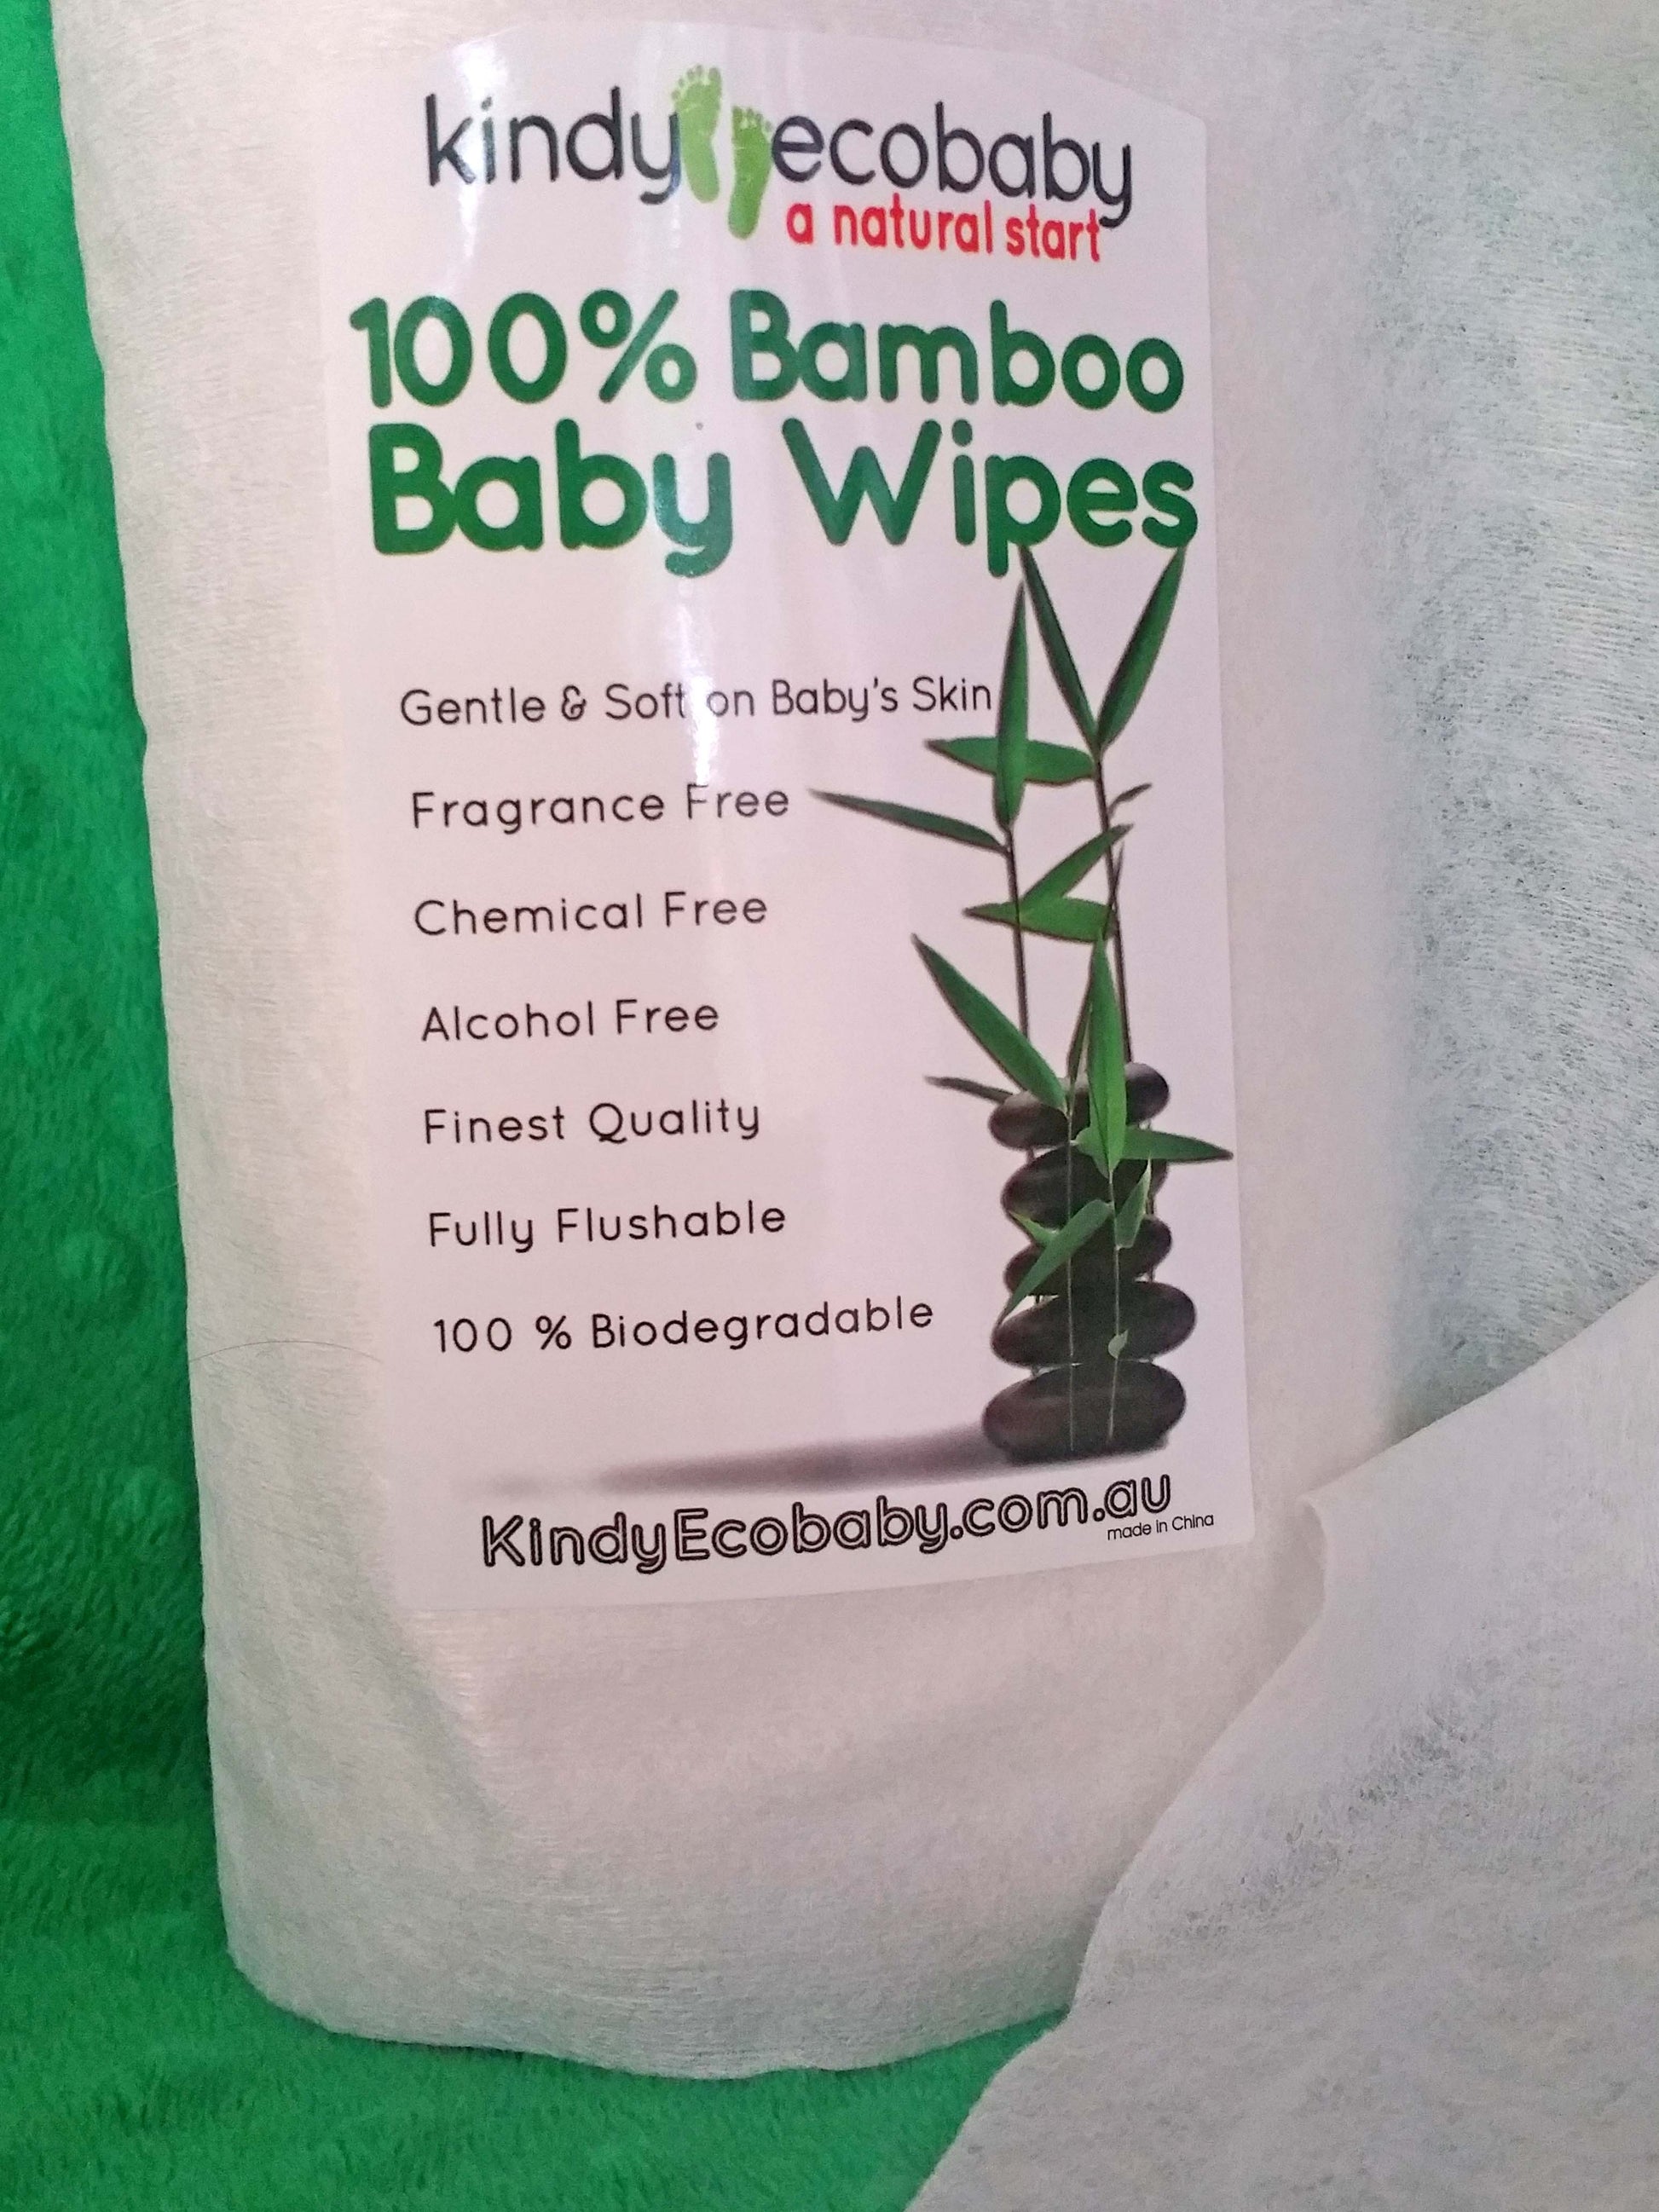 kindy ecobaby
a natural start
100% Bamboo
Baby Wipes
Gentle & Soft on Baby's Skin
Fragrance Free
Chemical Free
Alcohol Free
Finest Quality
Fully Flushable
100 % Biodegradable
KindyEcobaby.com.au
made in China